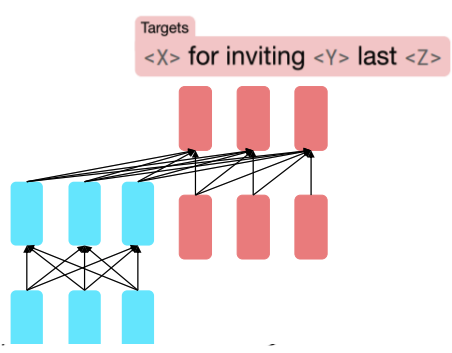 Targets
<X> for inviting <Y> last <Z>